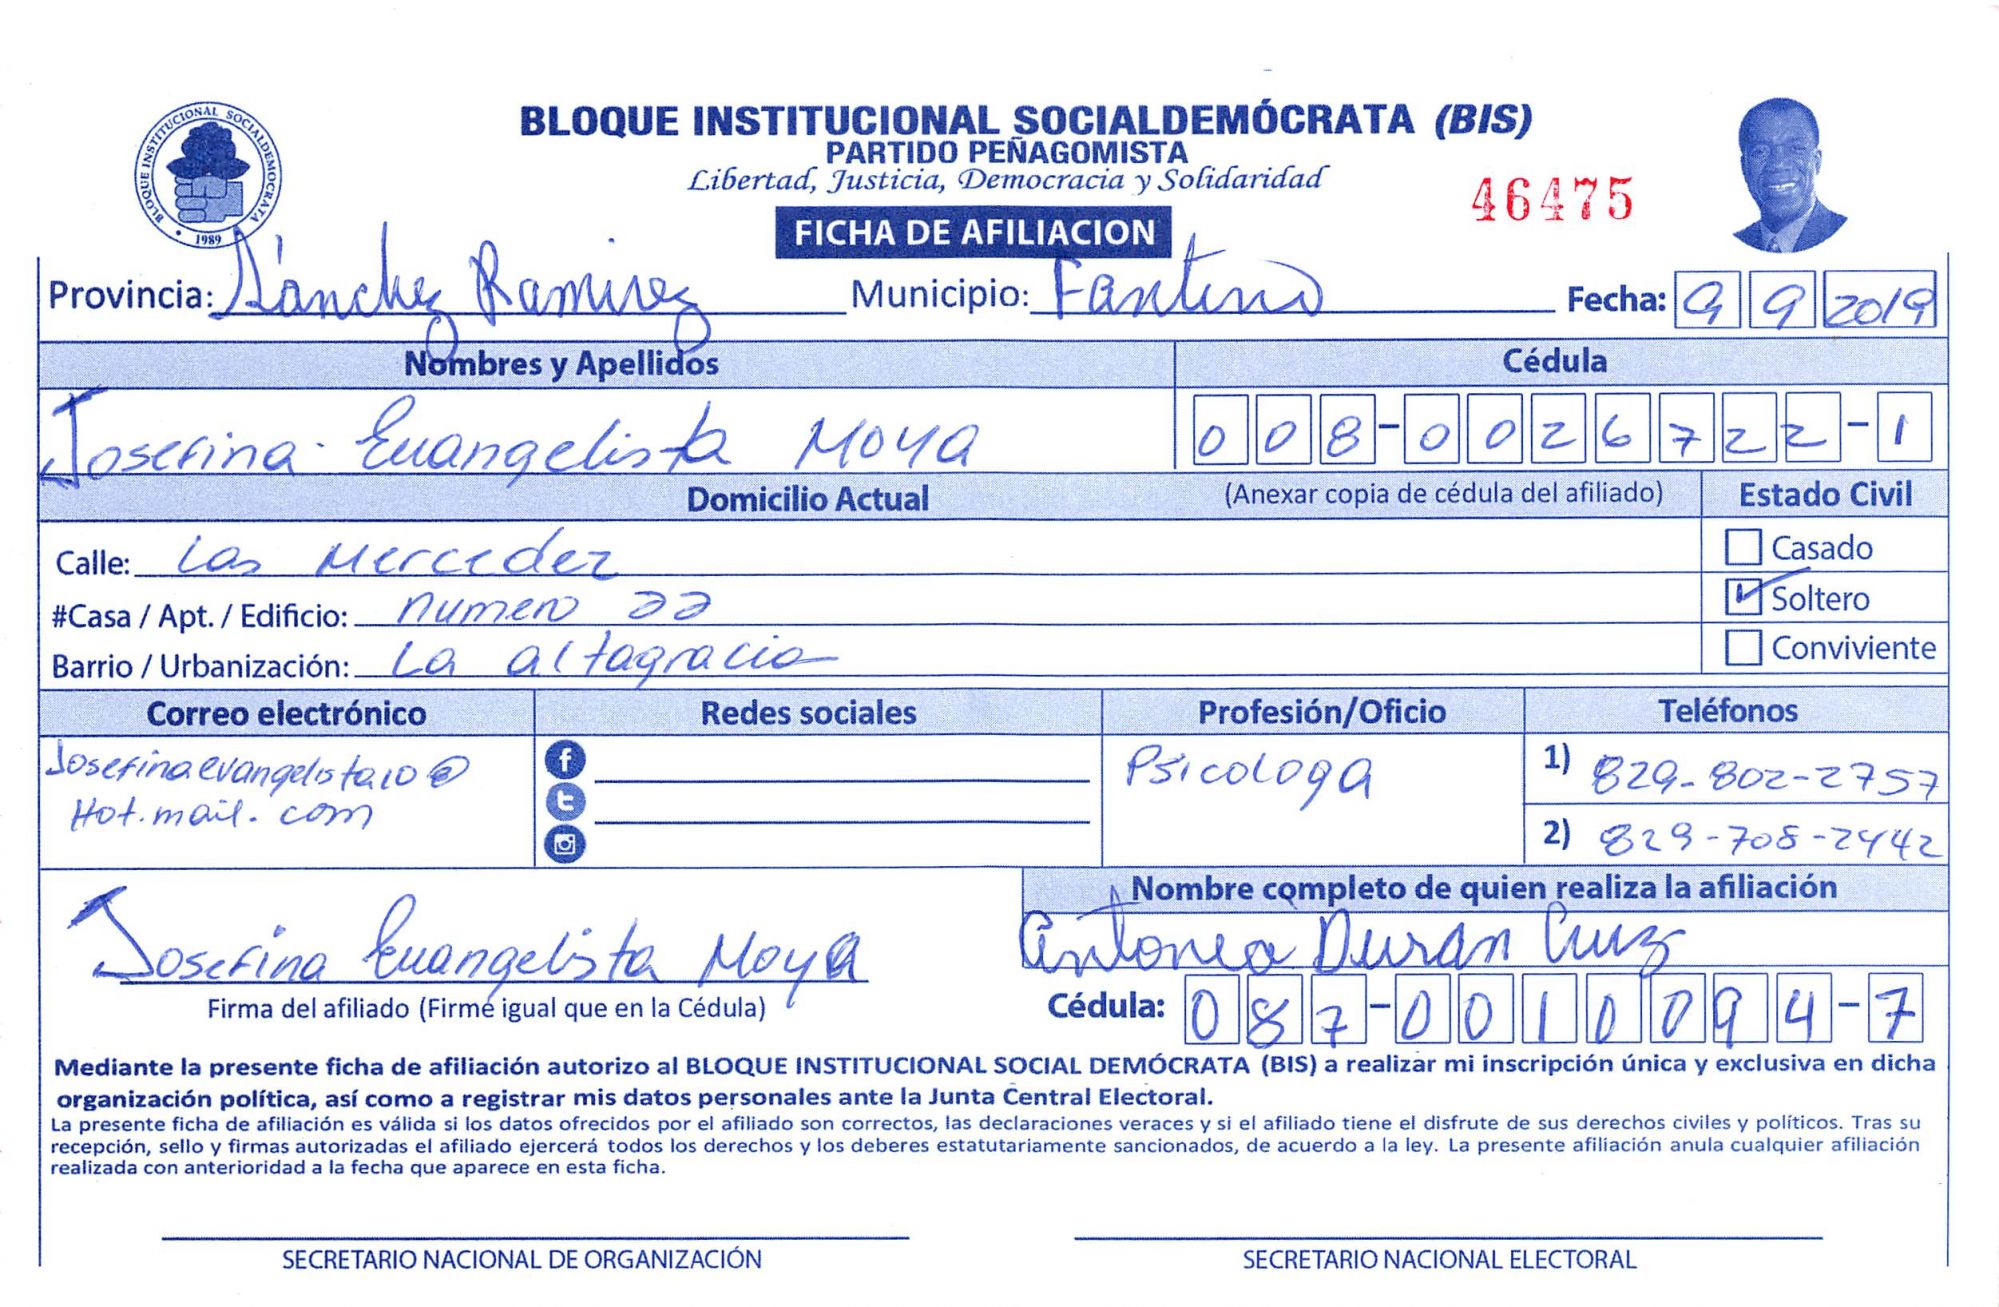 BLOQUE INSTITUCIONAL SOCIALDEMÓCRATA (BIS)
PARTIDO PEÑAGOMISTA
Libertad, Justicia, Democracia y Solidaridad
46475
BLOQUE INSTITUCIONAL SOCIALDEMOCRATA
1989
FICHA DE AFILIACION
Provincia: Sánchez Ramirez Municipio: Fantino Fecha: 9 9 2019
Nombres y Apellidos Cédula
Josefina Evangelista Moya 008-0026722-1
Domicilio Actual (Anexar copia de cédula del afiliado) Estado Civil
Calle: Las Mercedez Casado
#Casa / Apt. / Edificio: numero 22 Soltero
Barrio / Urbanización: La altagracia Conviviente
Correo electrónico Redes sociales Profesión/Oficio Teléfonos
Josefinaevangelista10@ Psicologa 1) 829-802-2757
Hot.mail.com 2) 829-708-2442
Nombre completo de quien realiza la afiliación
Josefina Evangelista Moya Antonia Duran Cruz
Firma del afiliado (Firme igual que en la Cédula) Cédula: 087-0010094-7
Mediante la presente ficha de afiliación autorizo al BLOQUE INSTITUCIONAL SOCIAL DEMÓCRATA (BIS) a realizar mi inscripción única y exclusiva en dicha
organización política, así como a registrar mis datos personales ante la Junta Central Electoral.
La presente ficha de afiliación es válida si los datos ofrecidos por el afiliado son correctos, las declaraciones veraces y si el afiliado tiene el disfrute de sus derechos civiles y políticos. Tras su
recepción, sello y firmas autorizadas el afiliado ejercerá todos los derechos y los deberes estatutariamente sancionados, de acuerdo a la ley. La presente afiliación anula cualquier afiliación
realizada con anterioridad a la fecha que aparece en esta ficha.
SECRETARIO NACIONAL DE ORGANIZACIÓN SECRETARIO NACIONAL ELECTORAL